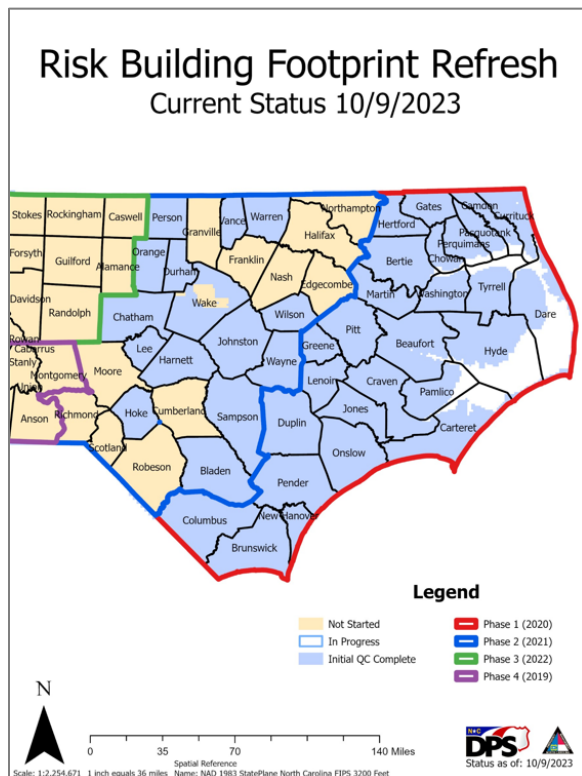 Risk Building Footprint Refresh
Current Status 10/9/2023
Stokes Rockingham Caswell Person Granville Vance Warren Northampton Gates Camden Currituck
Hertford Pasquotank
Halifax Perquimans
Forsyth Guilford Alamance Orange Durham Franklin Bertie Chowan
Nash Edgecombe Martin Washington Tyrrell
Davidson Wake Dare
Randolph Chatham Wilson Pitt Beaufort
Rowan Johnston Greene Hyde
Cabarrus Lee Wayne
Stanly Moore Harnett Lenoir Craven
Montgomery Pamlico
Union Richmond Hoke Cumberland Sampson Jones
Anson Duplin Carteret
Scotland Onslow
Robeson Bladen Pender
Columbus New Hanover
Brunswick
Legend
Not Started
In Progress
Initial QC Complete
Phase 1 (2020)
Phase 2 (2021)
Phase 3 (2022)
Phase 4 (2019)
N
0 35 70 140 Miles
Spatial Reference
Scale: 1:2,254,671 1 inch equals 36 miles Name: NAD 1983 StatePlane North Carolina FIPS 3200 Feet
N C
DPS
Status as of: 10/9/2023